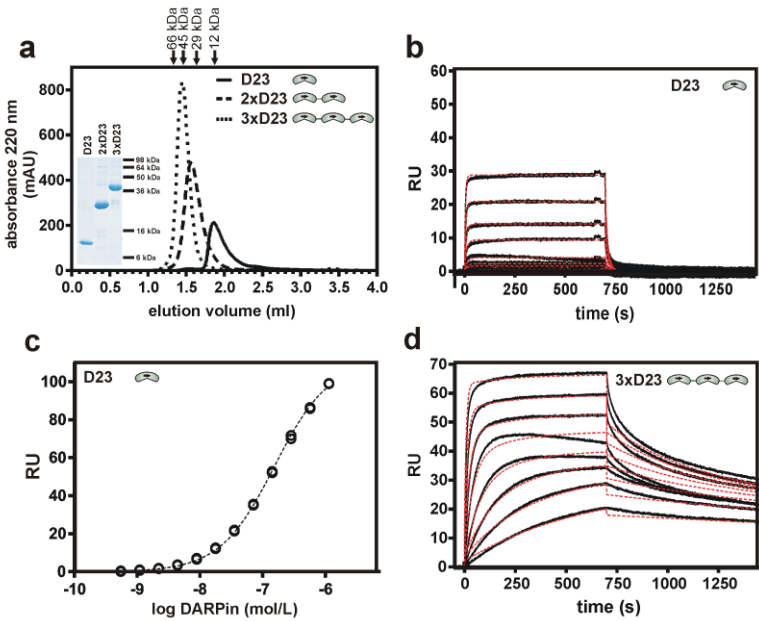 66 kDa
45 kDa
29 kDa
12 kDa
a
D23
2xD23
3xD23
absorbance 220 nm
(mAU)
800
600
400
200
0
D23
2xD23
3xD23
98 kDa
64 kDa
50 kDa
36 kDa
16 kDa
6 kDa
0.0 0.5 1.0 1.5 2.0 2.5 3.0 3.5 4.0
elution volume (ml)
b
D23
RU
60
50
40
30
20
10
0
0 250 500 750 1000 1250
time (s)
c
D23
RU
100
80
60
40
20
0
-10 -9 -8 -7 -6
log DARPin (mol/L)
d
3xD23
RU
70
60
50
40
30
20
10
0
0 250 500 750 1000 1250
time (s)